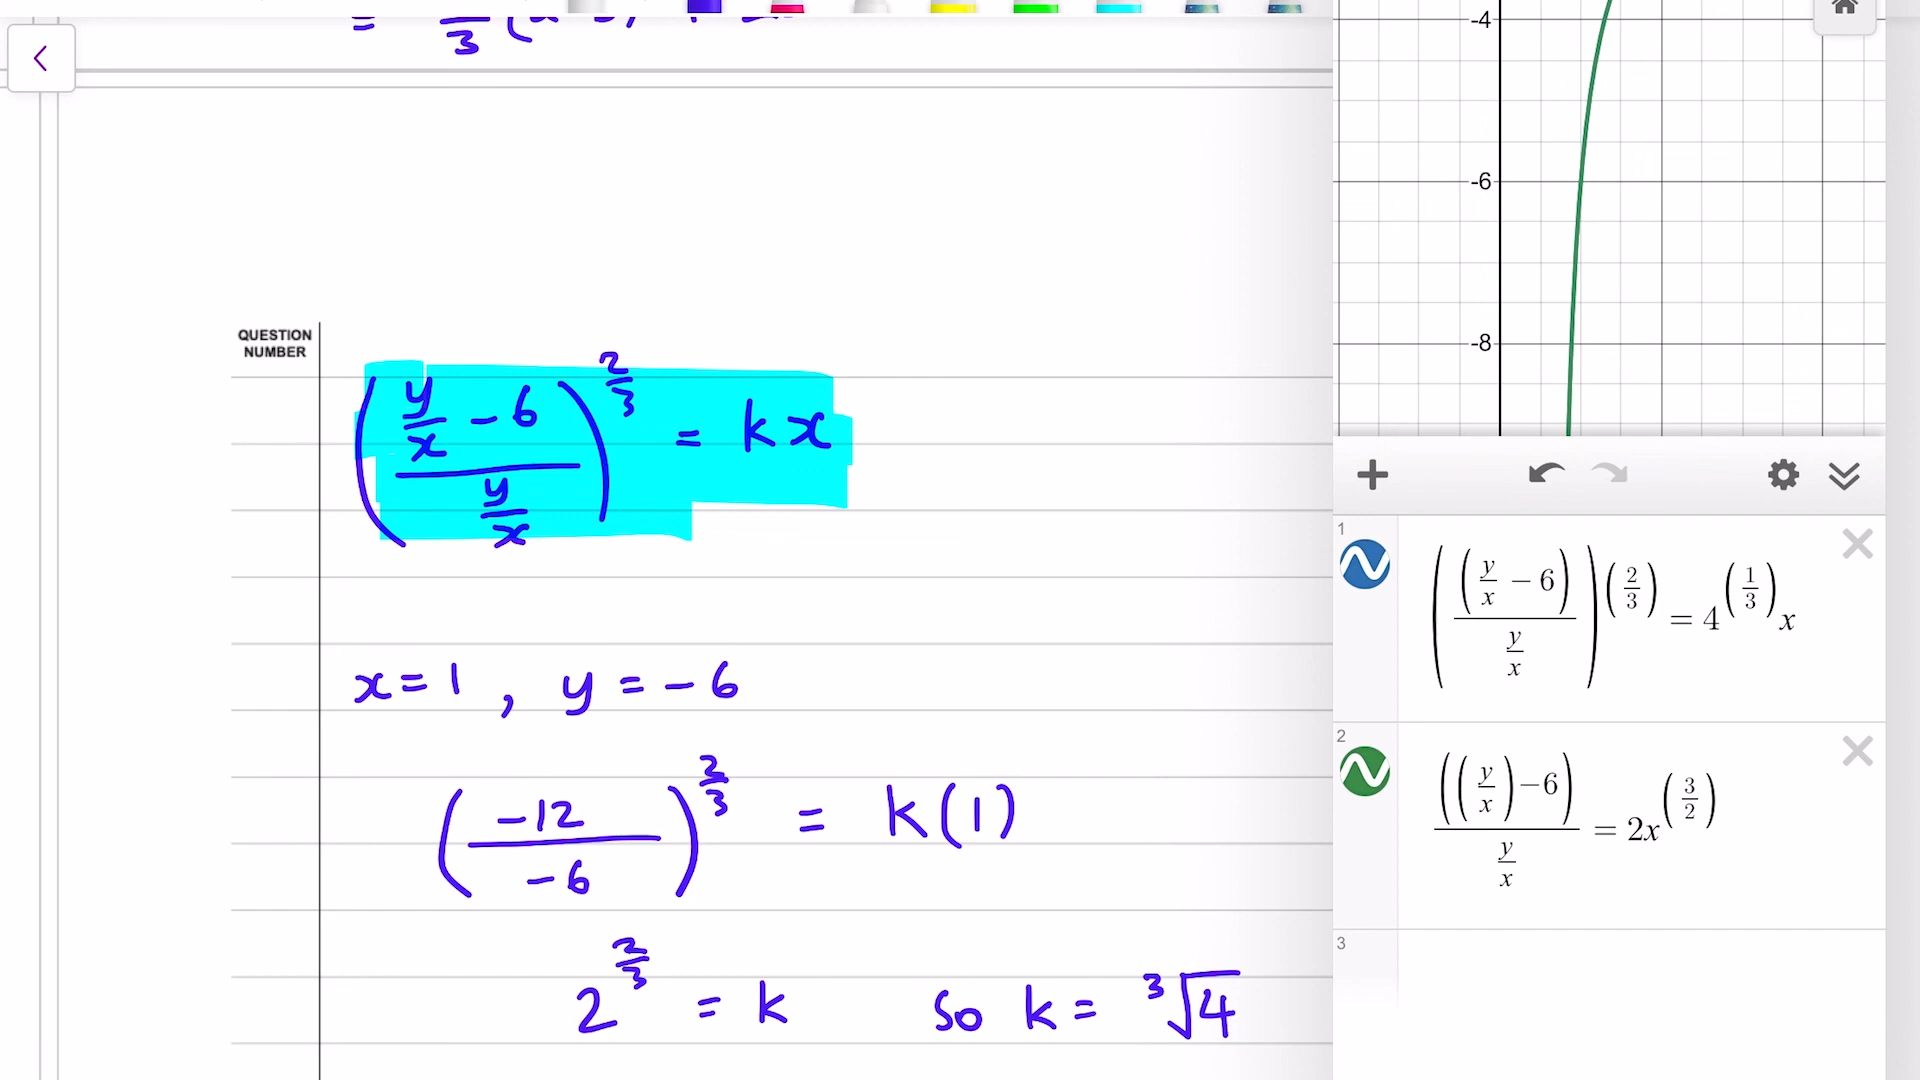 QUESTION
NUMBER
((y/x - 6)/(y/x))^(2/3) = kx
x = 1 , y = -6
(-12/-6)^(2/3) = k(1)
2^(2/3) = k so k = ³√4
-4
-6
-8
1
(((y/x - 6))/(y/x))^(2/3) = 4^(1/3) x
2
(((y/x) - 6))/(y/x) = 2x^(3/2)
3